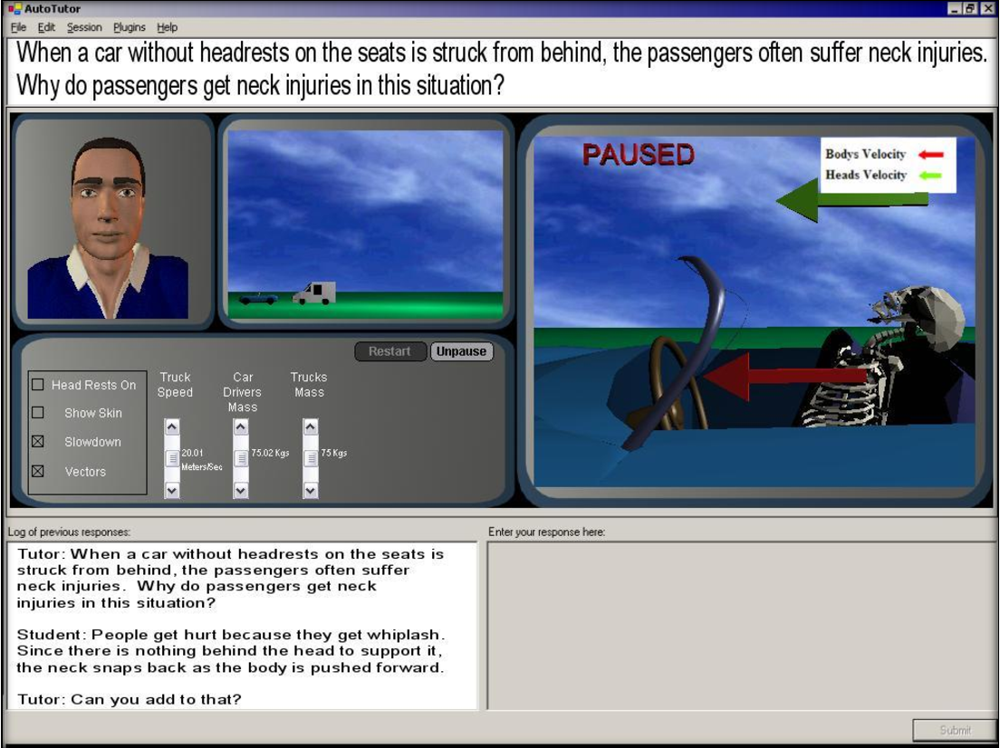 AutoTutor
File Edit Session Plugins Help
When a car without headrests on the seats is struck from behind, the passengers often suffer neck injuries.
Why do passengers get neck injuries in this situation?
PAUSED
Bodys Velocity
Heads Velocity
Restart Unpause
Head Rests On
Show Skin
Slowdown
Vectors
Truck
Speed
Car
Drivers
Mass
Trucks
Mass
20.01
Meters/Sec
75.02 Kgs
75 Kgs
Log of previous responses:
Tutor: When a car without headrests on the seats is
struck from behind, the passengers often suffer
neck injuries. Why do passengers get neck
injuries in this situation?
Student: People get hurt because they get whiplash.
Since there is nothing behind the head to support it,
the neck snaps back as the body is pushed forward.
Tutor: Can you add to that?
Enter your response here:
Submit